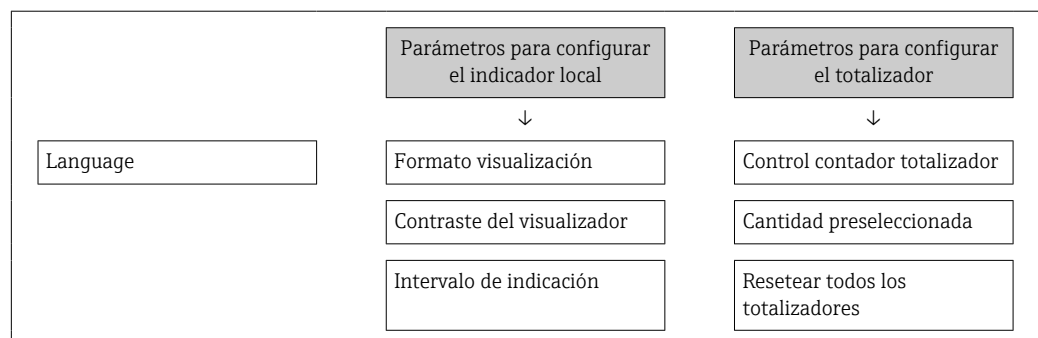 Parámetros para configurar
el indicador local
Parámetros para configurar
el totalizador
↓
↓
Language
Formato visualización
Control contador totalizador
Contraste del visualizador
Cantidad preseleccionada
Intervalo de indicación
Resetear todos los
totalizadores